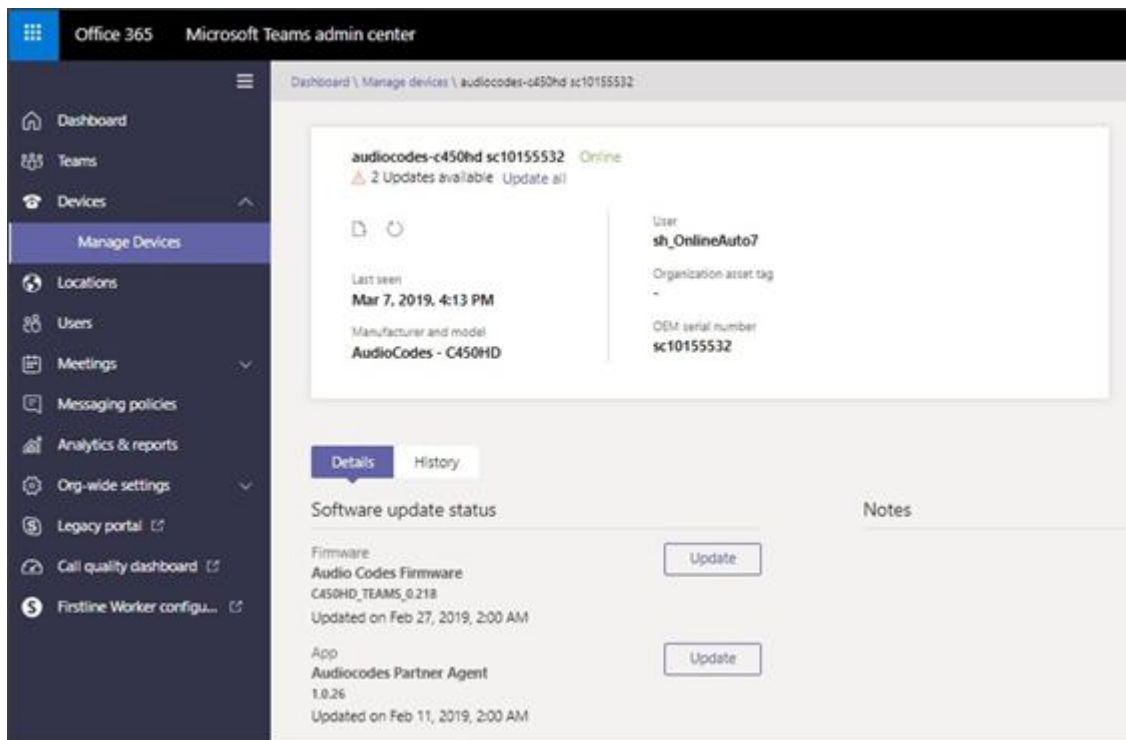 Office 365 Microsoft Teams admin center
Dashboard \ Manage devices \ audiocodes-c450hd sc10155532
Dashboard
Teams
Devices
Manage Devices
Locations
Users
Meetings
Messaging policies
Analytics & reports
Org-wide settings
Legacy portal
Call quality dashboard
Firstline Worker configu...
audiocodes-c450hd sc10155532 Online
2 Updates available Update all
Last seen
Mar 7, 2019, 4:13 PM
Manufacturer and model
AudioCodes - C450HD
User
sh_OnlineAuto7
Organization asset tag
-
OEM serial number
sc10155532
Details History
Software update status
Firmware
Audio Codes Firmware
C450HD_TEAMS_0.218
Updated on Feb 27, 2019, 2:00 AM
Update
App
Audiocodes Partner Agent
1.0.26
Updated on Feb 11, 2019, 2:00 AM
Update
Notes